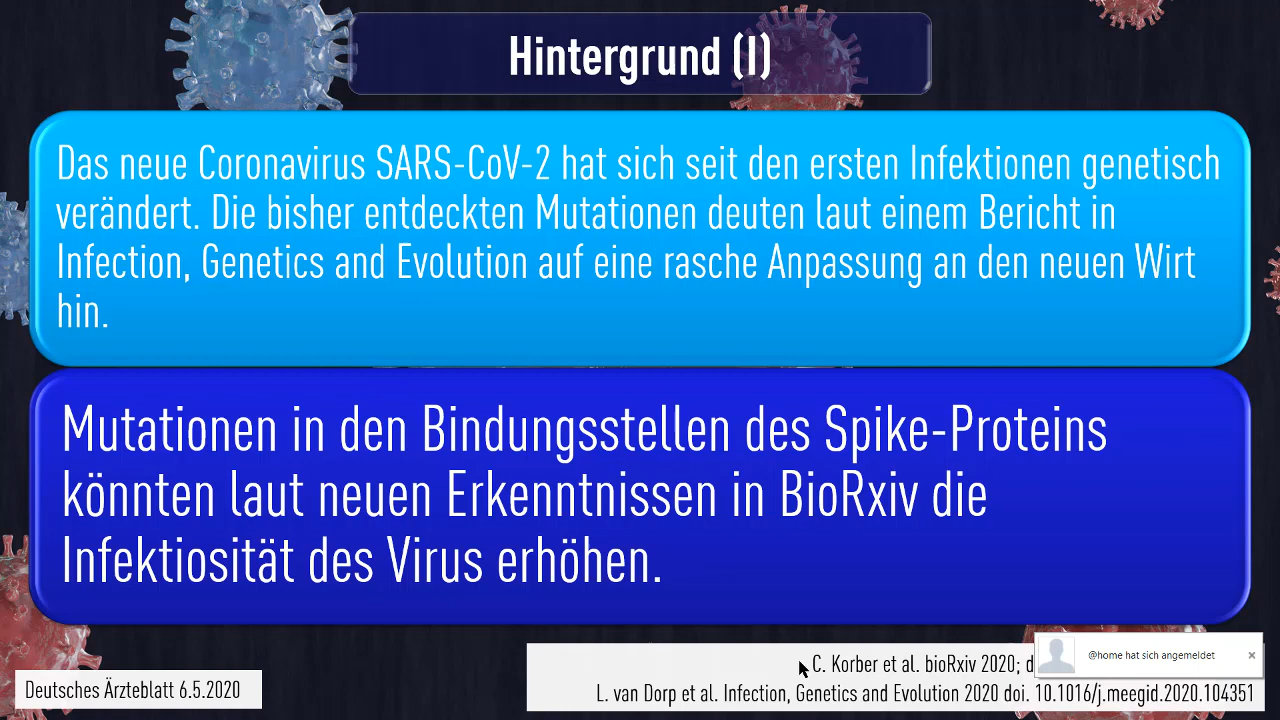 Hintergrund (I)
Das neue Coronavirus SARS-CoV-2 hat sich seit den ersten Infektionen genetisch
verändert. Die bisher entdeckten Mutationen deuten laut einem Bericht in
Infection, Genetics and Evolution auf eine rasche Anpassung an den neuen Wirt
hin.
Mutationen in den Bindungsstellen des Spike-Proteins
könnten laut neuen Erkenntnissen in BioRxiv die
Infektiosität des Virus erhöhen.
Deutsches Ärzteblatt 6.5.2020
C. Korber et al. bioRxiv 2020;
@home hat sich angemeldet
L. van Dorp et al. Infection, Genetics and Evolution 2020 doi. 10.1016/j.meegid.2020.104351